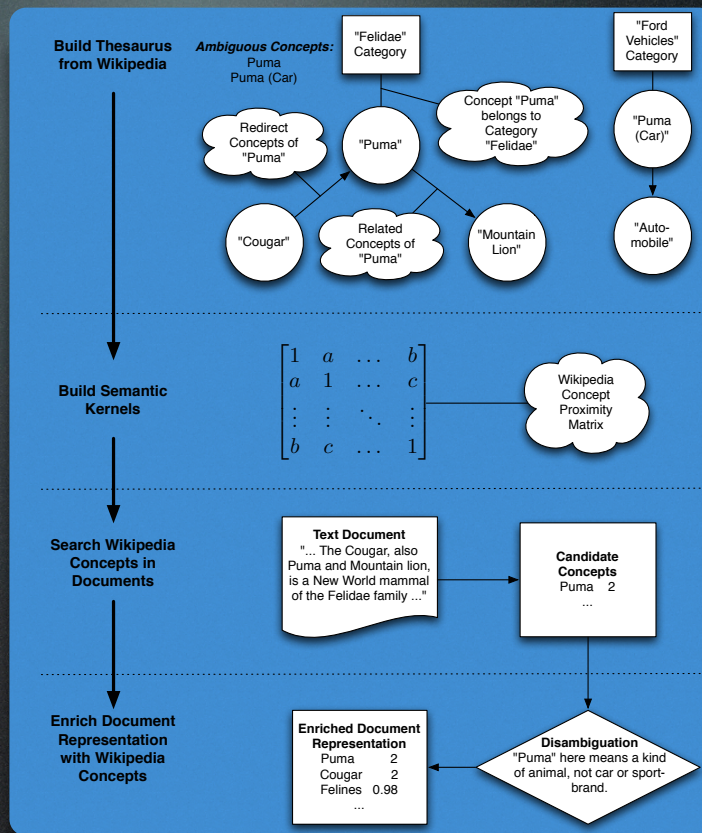 Build Thesaurus
from Wikipedia
Ambiguous Concepts:
Puma
Puma (Car)
"Felidae"
Category
"Ford
Vehicles"
Category
Redirect
Concepts of
"Puma"
"Puma"
Concept "Puma"
belongs to
Category
"Felidae"
"Puma
(Car)"
"Cougar"
Related
Concepts of
"Puma"
"Mountain
Lion"
"Auto-
mobile"
Build Semantic
Kernels
1 a … b
a 1 … c
⋮ ⋮ ⋱ ⋮
b c … 1
Wikipedia
Concept
Proximity
Matrix
Search Wikipedia
Concepts in
Documents
Text Document
"... The Cougar, also
Puma and Mountain lion,
is a New World mammal
of the Felidae family ..."
Candidate
Concepts
Puma 2
...
Enrich Document
Representation
with Wikipedia
Concepts
Enriched Document
Representation
Puma 2
Cougar 2
Felines 0.98
...
Disambiguation
"Puma" here means a kind
of animal, not car or sport-
brand.